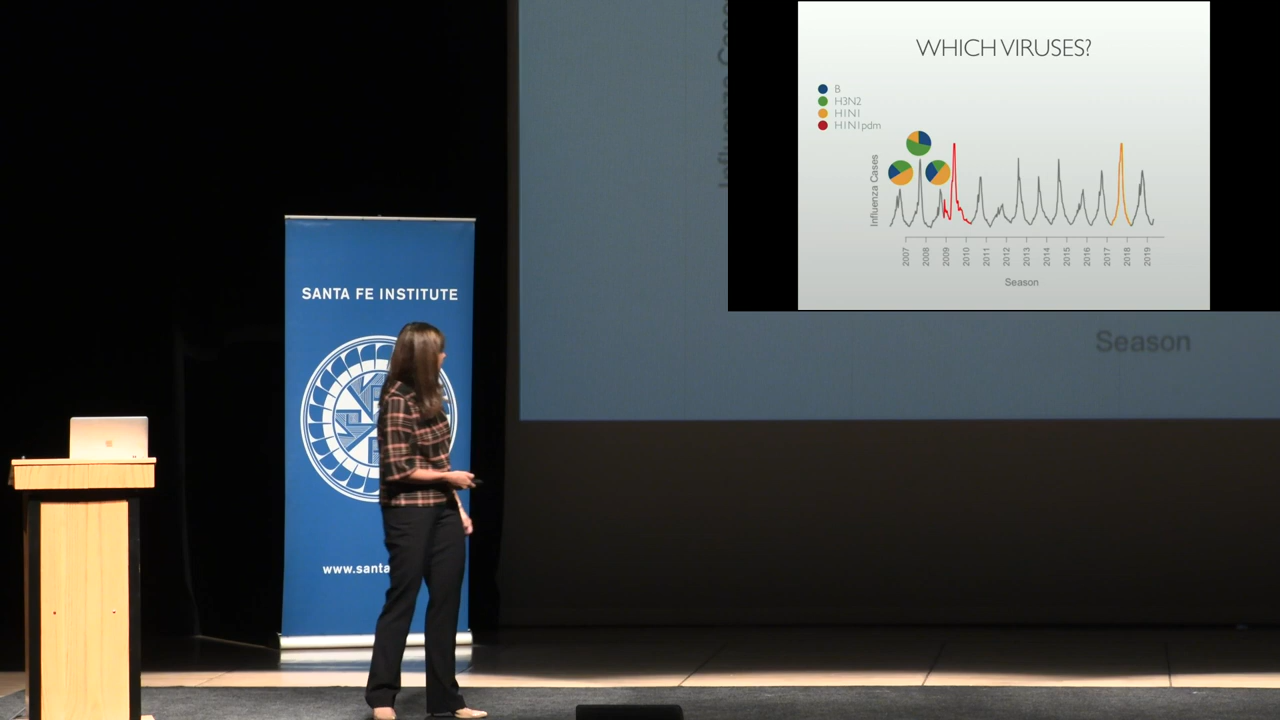 WHICH VIRUSES?
B
H3N2
H1N1
H1N1pdm
Influenza Cases
2007
2008
2009
2010
2011
2012
2013
2014
2015
2016
2017
2018
2019
Season
Season
SANTA FE INSTITUTE
www.santa